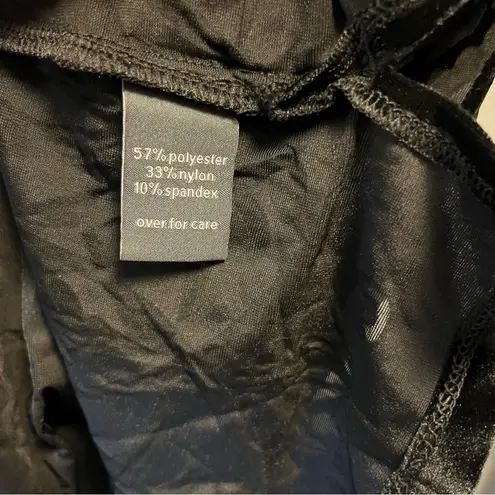 57% polyester
33% nylon
10% spandex
over for care